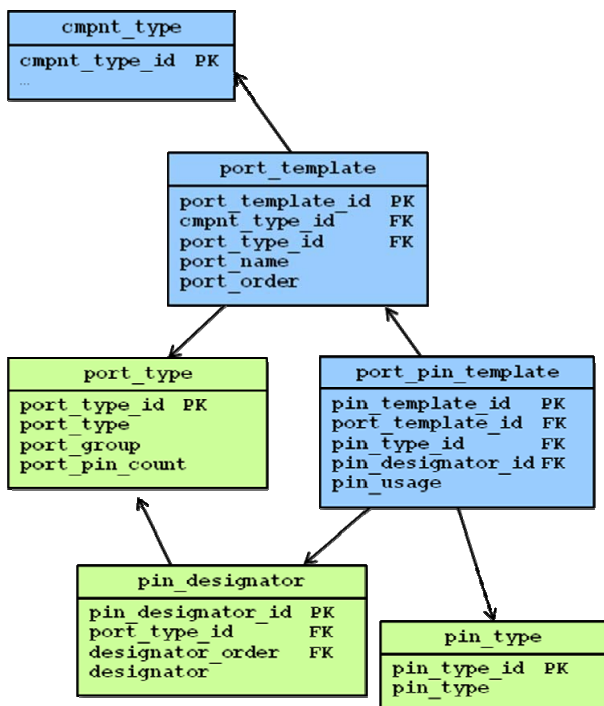 cmpnt_type
cmpnt_type_id PK
...
port_template
port_template_id PK
cmpnt_type_id FK
port_type_id FK
port_name
port_order
port_type
port_type_id PK
port_type
port_group
port_pin_count
port_pin_template
pin_template_id PK
port_template_id FK
pin_type_id FK
pin_designator_id FK
pin_usage
pin_designator
pin_designator_id PK
port_type_id FK
designator_order FK
designator
pin_type
pin_type_id PK
pin_type